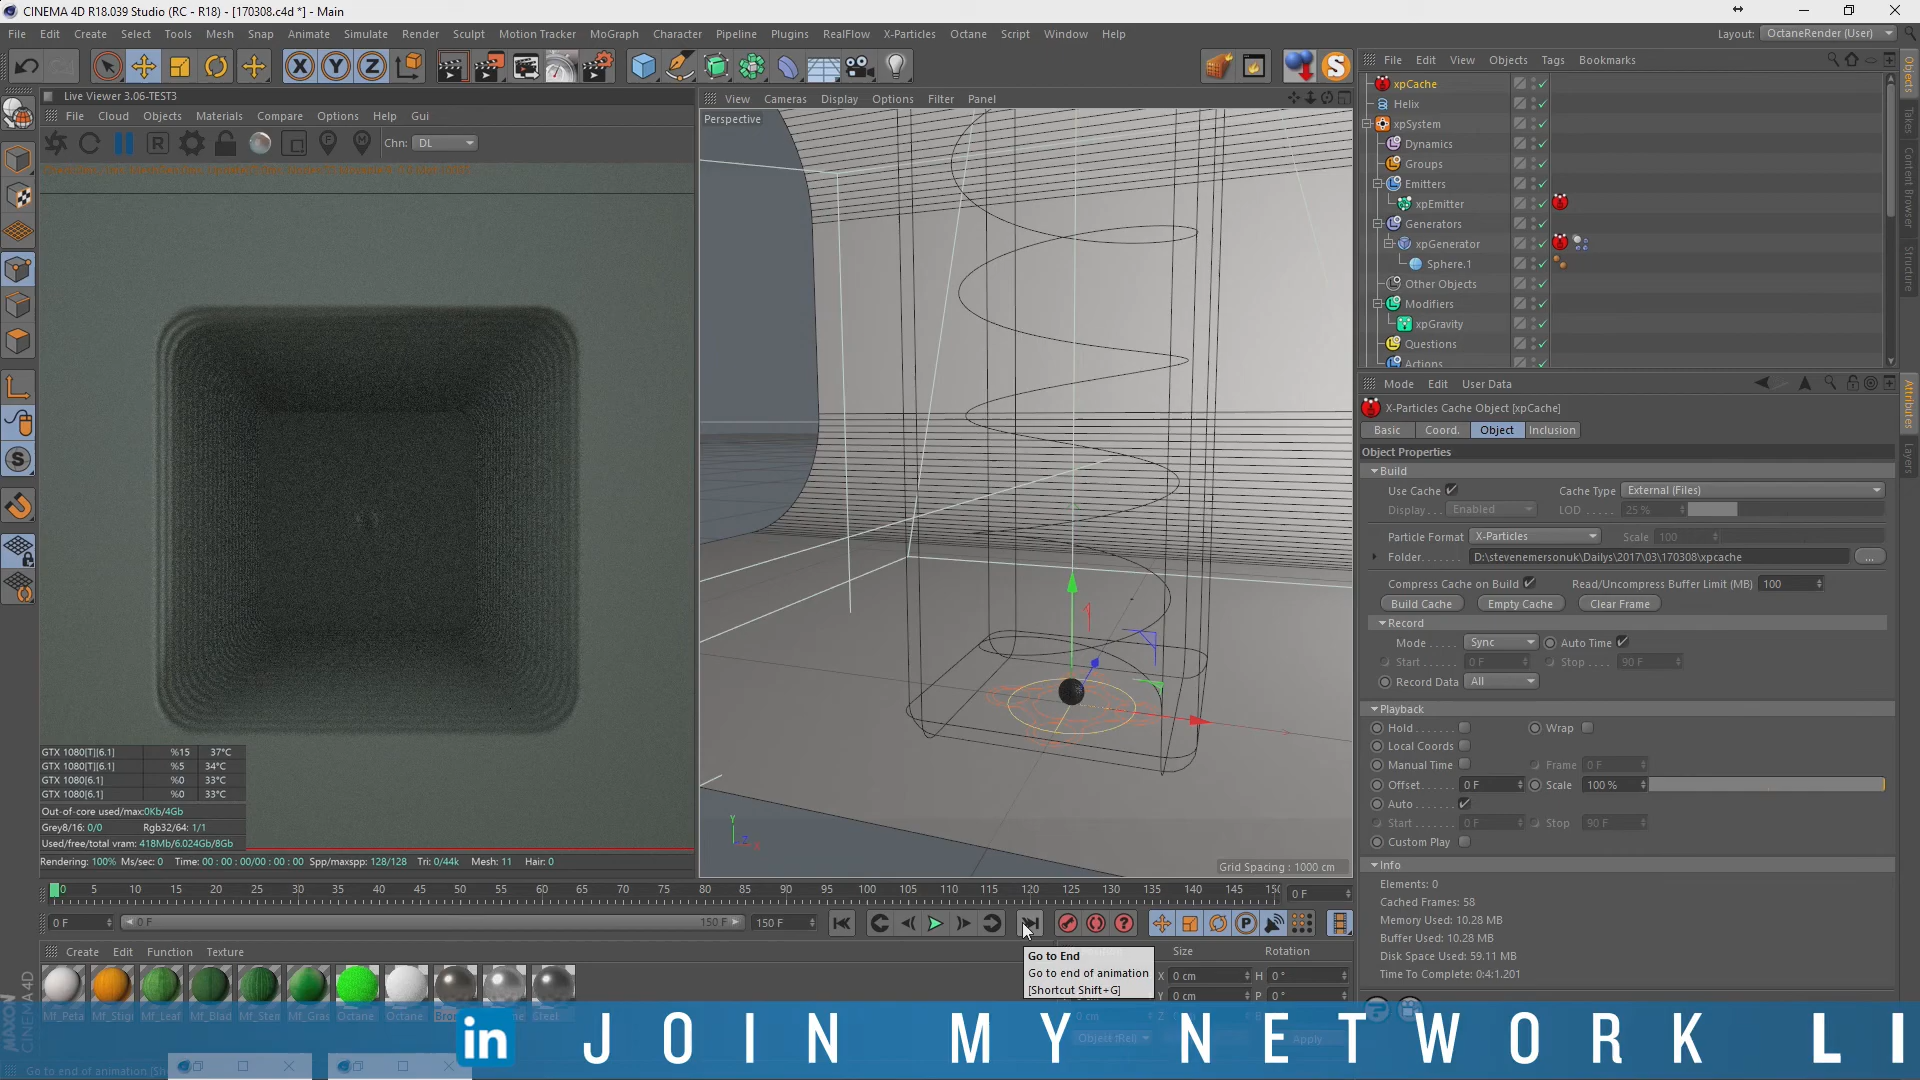 CINEMA 4D R18.039 Studio (RC - R18) - [170308.c4d *] - Main
File Edit Create Select Tools Mesh Snap Animate Simulate Render Sculpt Motion Tracker MoGraph Character Pipeline Plugins RealFlow X-Particles Octane Script Window Help
Layout: OctaneRender (User)
Live Viewer 3.06-TEST3
File Cloud Objects Materials Compare Options Help Gui
Chn: DL
View Cameras Display Options Filter Panel
Perspective
Grid Spacing : 1000 cm
GTX 1080[T][6.1] %15 37°C
GTX 1080[T][6.1] %5 34°C
GTX 1080[6.1] %0 33°C
GTX 1080[6.1] %0 33°C
Out-of-core used/max:0Kb/4Gb
Grey8/16: 0/0 Rgb32/64: 1/1
Used/free/total vram: 418Mb/6.024Gb/8Gb
Rendering: 100% Ms/sec: 0 Time: 00 : 00 : 00/00 : 00 : 00 Spp/maxspp: 128/128 Tri: 0/44k Mesh: 11 Hair: 0
File Edit View Objects Tags Bookmarks
xpCache
Helix
xpSystem
Dynamics
Groups
Emitters
xpEmitter
Generators
xpGenerator
Sphere.1
Other Objects
Modifiers
xpGravity
Questions
Actions
Objects
Takes
Content Browser
Structure
Mode Edit User Data
X-Particles Cache Object [xpCache]
Basic Coord. Object Inclusion
Object Properties
Build
Use Cache Cache Type External (Files)
Display Enabled LOD 25 %
Particle Format X-Particles Scale 100
Folder D:\stevenemersonuk\Dailys\2017\03\170308\xpcache ...
Compress Cache on Build Read/Uncompress Buffer Limit (MB) 100
Build Cache Empty Cache Clear Frame
Record
Mode Sync Auto Time
Start 0 F Stop 90 F
Record Data All
Playback
Hold Wrap
Local Coords
Manual Time Frame 0 F
Offset 0 F Scale 100 %
Auto
Start 0 F Stop 90 F
Custom Play
Info
Elements: 0
Cached Frames: 58
Memory Used: 10.28 MB
Buffer Used: 10.28 MB
Disk Space Used: 59.11 MB
Time To Complete: 0:4:1.201
Attributes
Layers
0 5 10 15 20 25 30 35 40 45 50 55 60 65 70 75 80 85 90 95 100 105 110 115 120 125 130 135 140 145 150 0 F
0 F 0 F 150 F 150 F
Create Edit Function Texture
Size Rotation
X 0 cm H 0 °
Y 0 cm P 0 °
Go to End
Go to end of animation
[Shortcut Shift+G]
Mf_Peta Mf_Stig Mf_Leaf Mf_Blad Mf_Sten Mf_Gras Octane Octane Steel
Object (Rel) Apply
MAXON
CINEMA 4D
in JOIN MY NETWORK LI
Go to end of animation [Sh